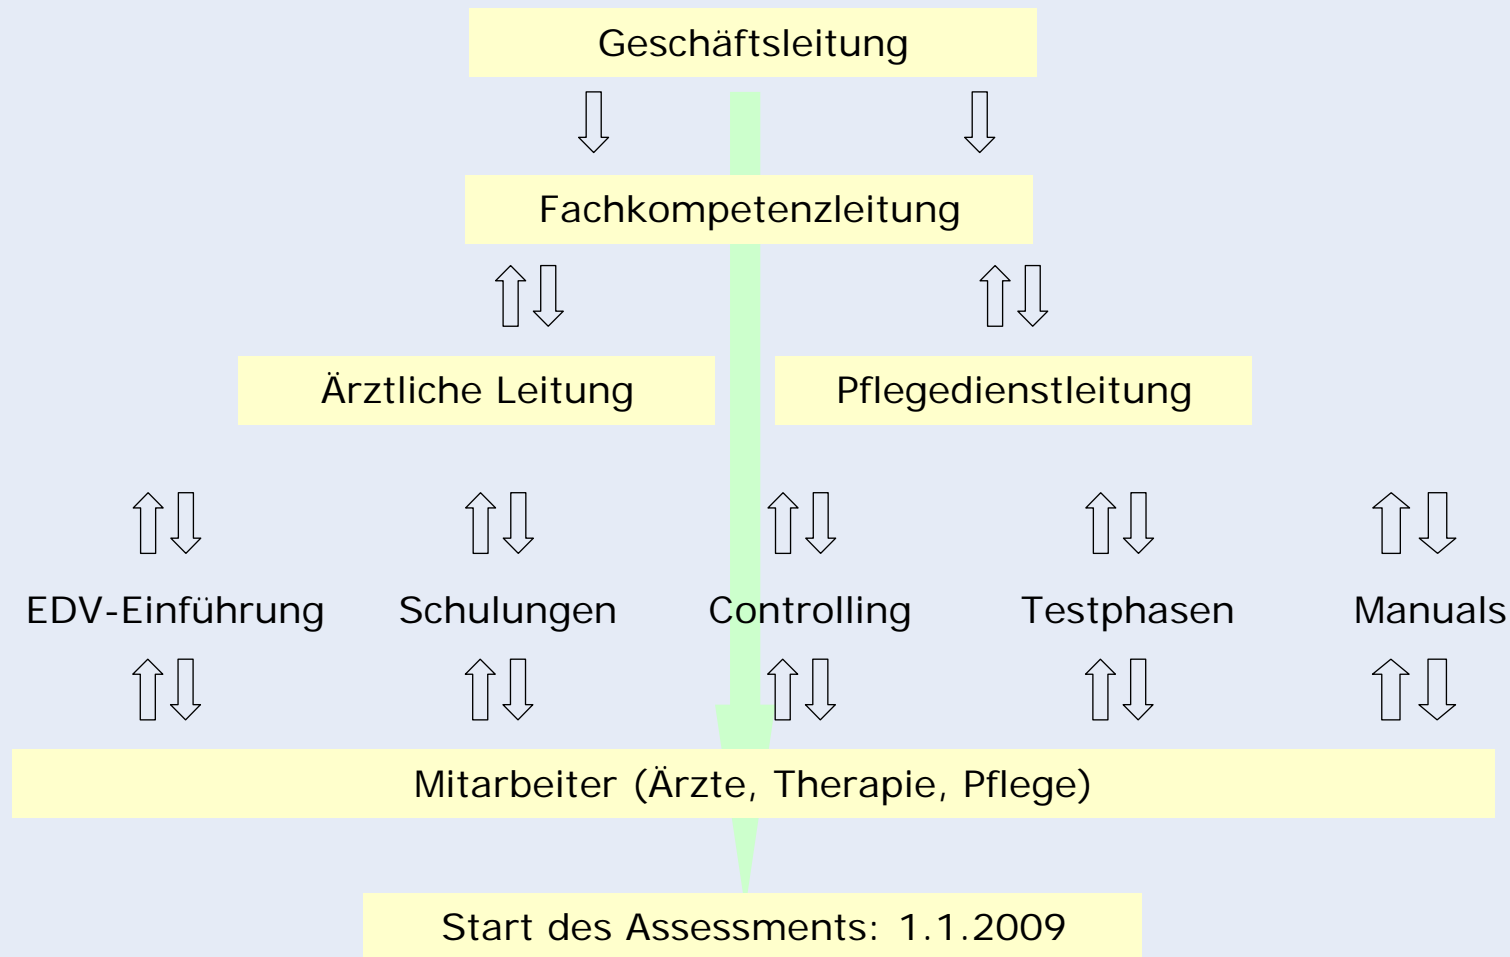 Geschäftsleitung
Fachkompetenzleitung
Ärztliche Leitung
Pflegedienstleitung
EDV-Einführung
Schulungen
Controlling
Testphasen
Manuals
Mitarbeiter (Ärzte, Therapie, Pflege)
Start des Assessments: 1.1.2009